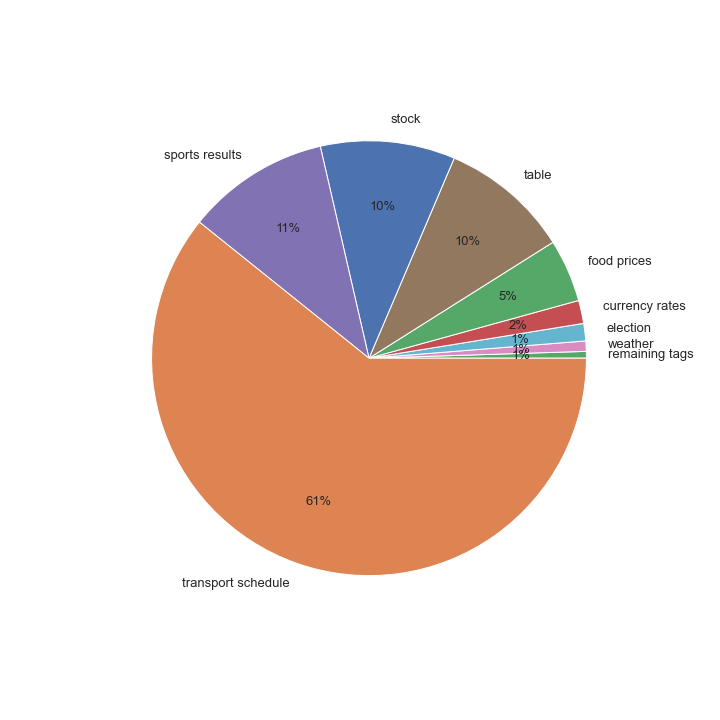 stock
sports results
table
10%
11%
10%
food prices
5%
currency rates
2%
election
1%
weather
1%
remaining tags
1%
61%
transport schedule